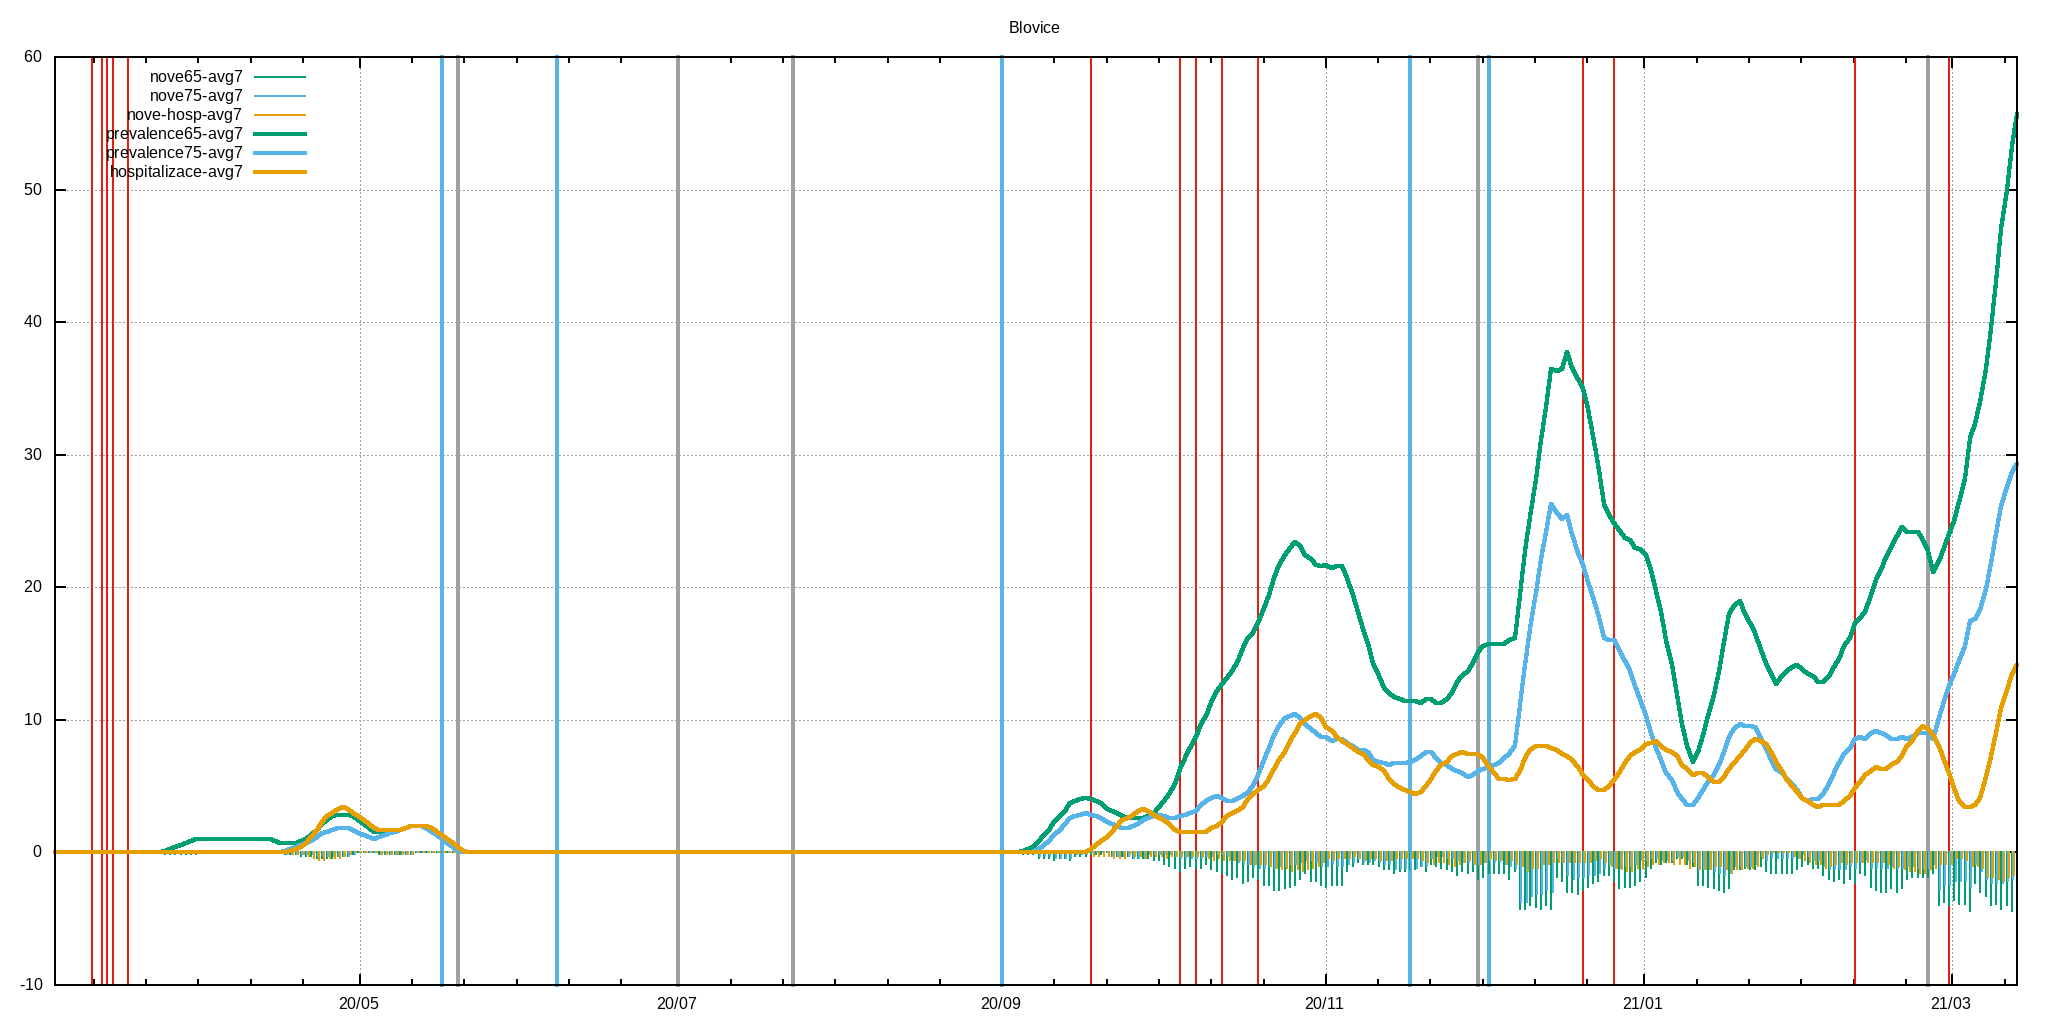 Blovice
60
nove65-avg7
nove75-avg7
nove-hosp-avg7
prevalence65-avg7
prevalence75-avg7
hospitalizace-avg7
50
40
30
20
10
0
-10
20/05 20/07 20/09 20/11 21/01 21/03